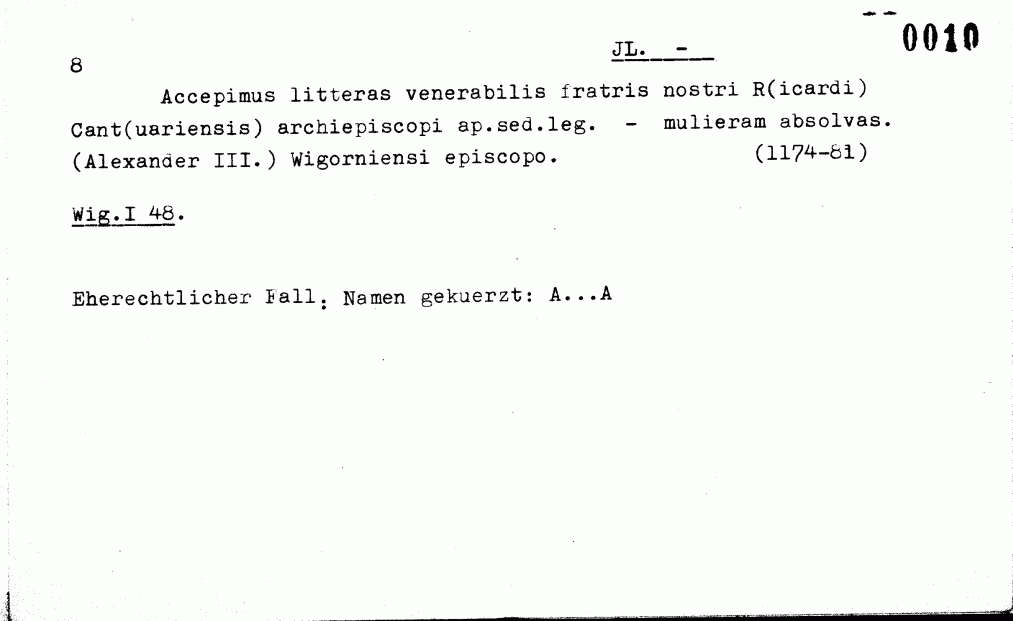 0010
JL. -
8
Accepimus litteras venerabilis fratris nostri R(icardi)
Cant(uariensis) archiepiscopi ap.sed.leg. - mulieram absolvas.
(Alexander III.) Wigorniensi episcopo. (1174-81)
Wig.I 48.
Eherechtlicher Fall. Namen gekuerzt: A...A